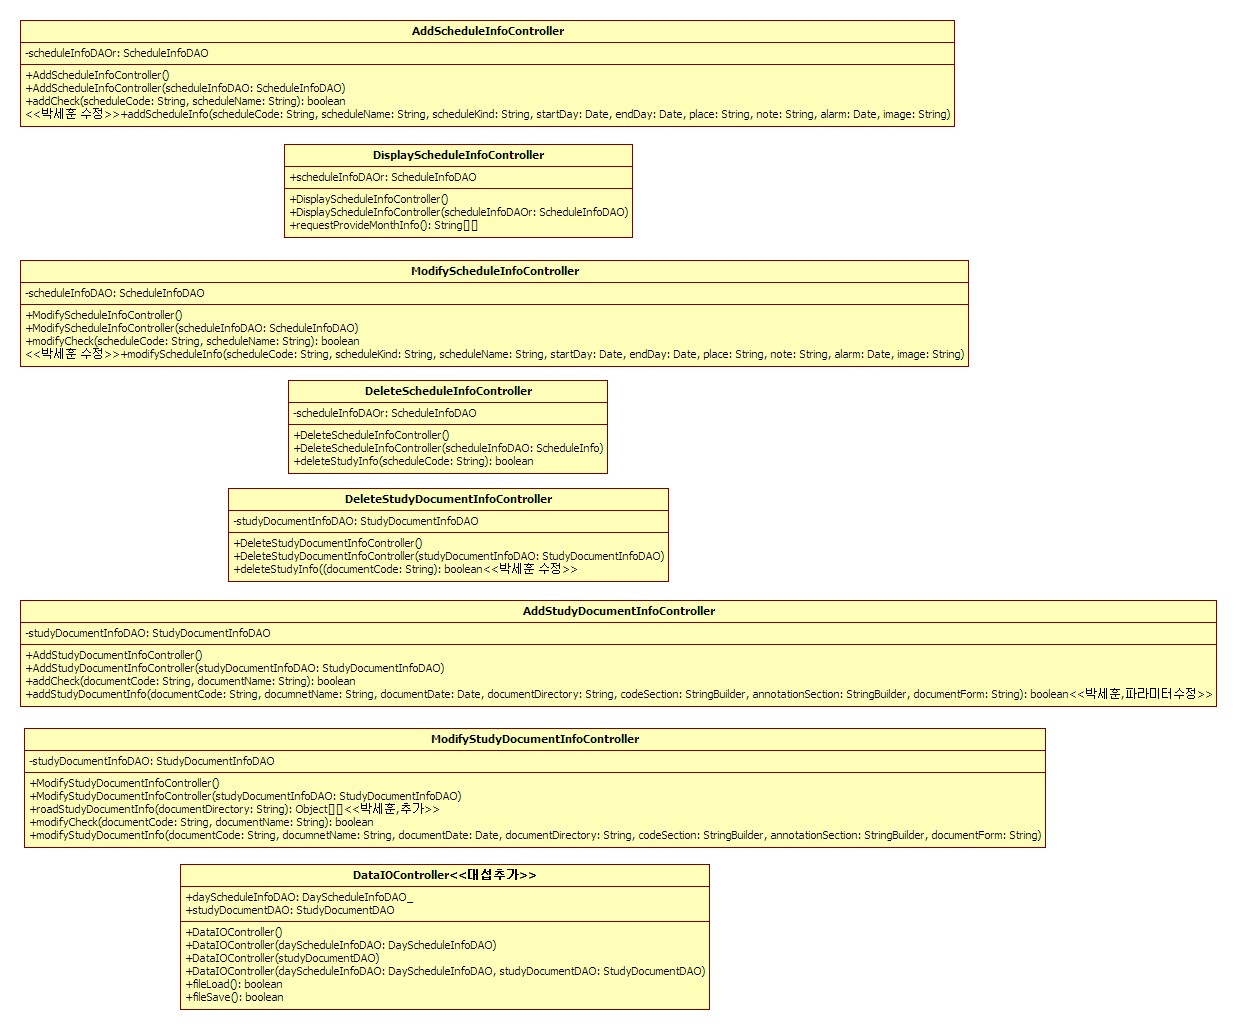 AddScheduleInfoController
-scheduleInfoDAOr: ScheduleInfoDAO
+AddScheduleInfoController()
+AddScheduleInfoController(scheduleInfoDAO: ScheduleInfoDAO)
+addCheck(scheduleCode: String, scheduleName: String): boolean
<<박세훈 수정>>+addScheduleInfo(scheduleCode: String, scheduleName: String, scheduleKind: String, startDay: Date, endDay: Date, place: String, note: String, alarm: Date, image: String)
DisplayScheduleInfoController
+scheduleInfoDAOr: ScheduleInfoDAO
+DisplayScheduleInfoController()
+DisplayScheduleInfoController(scheduleInfoDAOr: ScheduleInfoDAO)
+requestProvideMonthInfo(): String[][]
ModifyScheduleInfoController
-scheduleInfoDAO: ScheduleInfoDAO
+ModifyScheduleInfoController()
+ModifyScheduleInfoController(scheduleInfoDAO: ScheduleInfoDAO)
+modifyCheck(scheduleCode: String, scheduleName: String): boolean
<<박세훈 수정>>+modifyScheduleInfo(scheduleCode: String, scheduleKind: String, scheduleName: String, startDay: Date, endDay: Date, place: String, note: String, alarm: Date, image: String)
DeleteScheduleInfoController
-scheduleInfoDAOr: ScheduleInfoDAO
+DeleteScheduleInfoController()
+DeleteScheduleInfoController(scheduleInfoDAO: ScheduleInfo)
+deleteStudyInfo(scheduleCode: String): boolean
DeleteStudyDocumentInfoController
-studyDocumentInfoDAO: StudyDocumentInfoDAO
+DeleteStudyDocumentInfoController()
+DeleteStudyDocumentInfoController(studyDocumentInfoDAO: StudyDocumentInfoDAO)
+deleteStudyInfo((documentCode: String): boolean<<박세훈 수정>>
AddStudyDocumentInfoController
-studyDocumentInfoDAO: StudyDocumentInfoDAO
+AddStudyDocumentInfoController()
+AddStudyDocumentInfoController(studyDocumentInfoDAO: StudyDocumentInfoDAO)
+addCheck(documentCode: String, documentName: String): boolean
+addStudyDocumentInfo(documentCode: String, documnetName: String, documentDate: Date, documentDirectory: String, codeSection: StringBuilder, annotationSection: StringBuilder, documentForm: String): boolean<<박세훈,파라미터수정>>
ModifyStudyDocumentInfoController
-studyDocumentInfoDAO: StudyDocumentInfoDAO
+ModifyStudyDocumentInfoController()
+ModifyStudyDocumentInfoController(studyDocumentInfoDAO: StudyDocumentInfoDAO)
+roadStudyDocumentInfo(documentDirectory: String): Object[][]<<박세훈,추가>>
+modifyCheck(documentCode: String, documentName: String): boolean
+modifyStudyDocumentInfo(documentCode: String, documnetName: String, documentDate: Date, documentDirectory: String, codeSection: StringBuilder, annotationSection: StringBuilder, documentForm: String)
DataIOController<<대섭추가>>
+dayScheduleInfoDAO: DayScheduleInfoDAO_
+studyDocumentDAO: StudyDocumentDAO
+DataIOController()
+DataIOController(dayScheduleInfoDAO: DayScheduleInfoDAO)
+DataIOController(studyDocumentDAO)
+DataIOController(dayScheduleInfoDAO: DayScheduleInfoDAO, studyDocumentDAO: StudyDocumentDAO)
+fileLoad(): boolean
+fileSave(): boolean